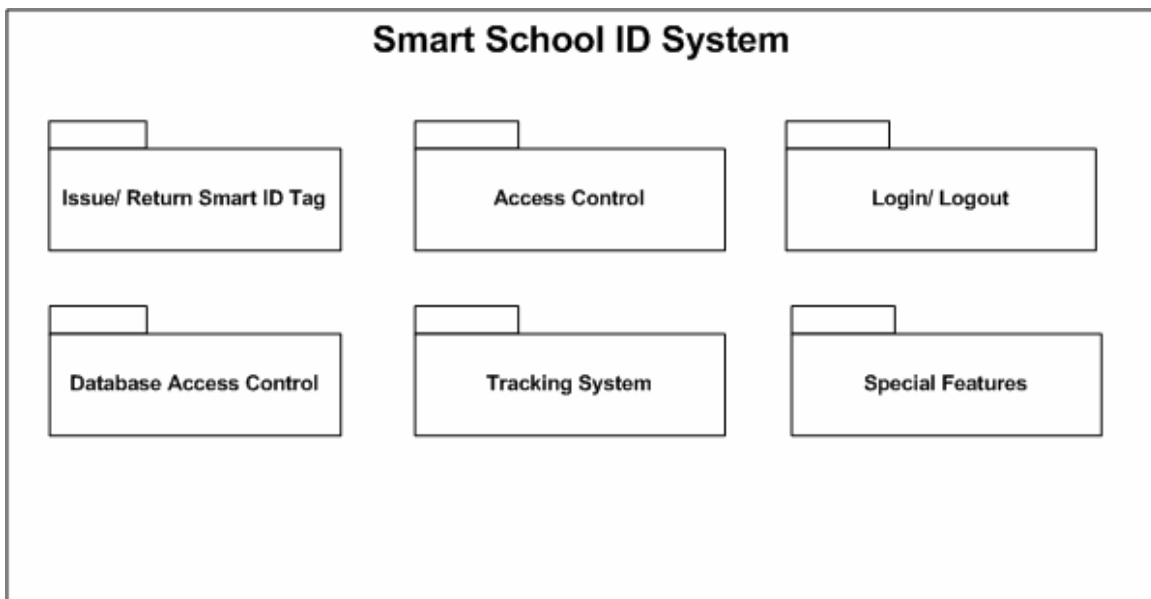 Smart School ID System
Issue/ Return Smart ID Tag
Access Control
Login/ Logout
Database Access Control
Tracking System
Special Features